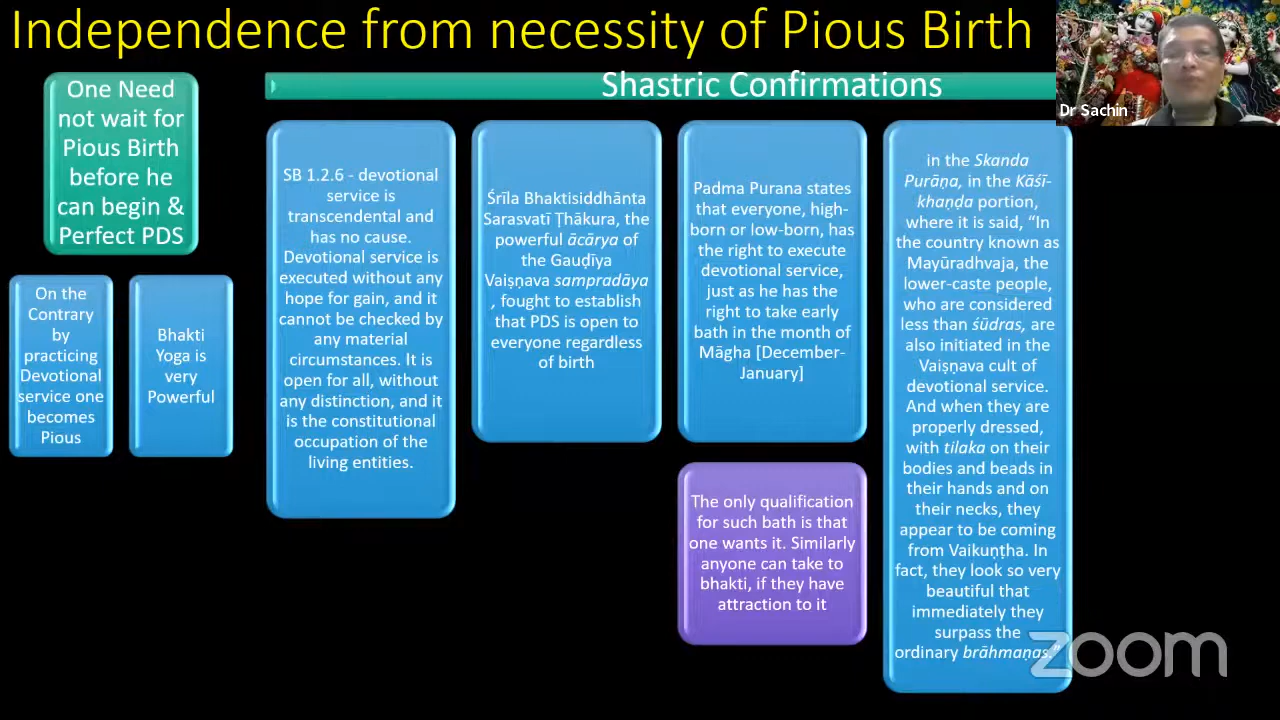 Independence from necessity of Pious Birth
Dr Sachin
One Need
not wait for
Pious Birth
before he
can begin &
Perfect PDS
On the
Contrary
by
practicing
Devotional
service one
becomes
Pious
Bhakti
Yoga is
very
Powerful
Shastric Confirmations
SB 1.2.6 - devotional
service is
transcendental and
has no cause.
Devotional service is
executed without any
hope for gain, and it
cannot be checked by
any material
circumstances. It is
open for all, without
any distinction, and it
is the constitutional
occupation of the
living entities.
Śrīla Bhaktisiddhānta
Sarasvatī Ṭhākura, the
powerful ācārya of
the Gauḍīya
Vaiṣṇava sampradāya
, fought to establish
that PDS is open to
everyone regardless
of birth
Padma Purana states
that everyone, high-
born or low-born, has
the right to execute
devotional service,
just as he has the
right to take early
bath in the month of
Māgha [December-
January]
The only qualification
for such bath is that
one wants it. Similarly
anyone can take to
bhakti, if they have
attraction to it
in the Skanda
Purāṇa, in the Kāśī-
khaṇḍa portion,
where it is said, “In
the country known as
Mayūradhvaja, the
lower-caste people,
who are considered
less than śūdras, are
also initiated in the
Vaiṣṇava cult of
devotional service.
And when they are
properly dressed,
with tilaka on their
bodies and beads in
their hands and on
their necks, they
appear to be coming
from Vaikuṇṭha. In
fact, they look so very
beautiful that
immediately they
surpass the
ordinary brāhmaṇas.”
zoom